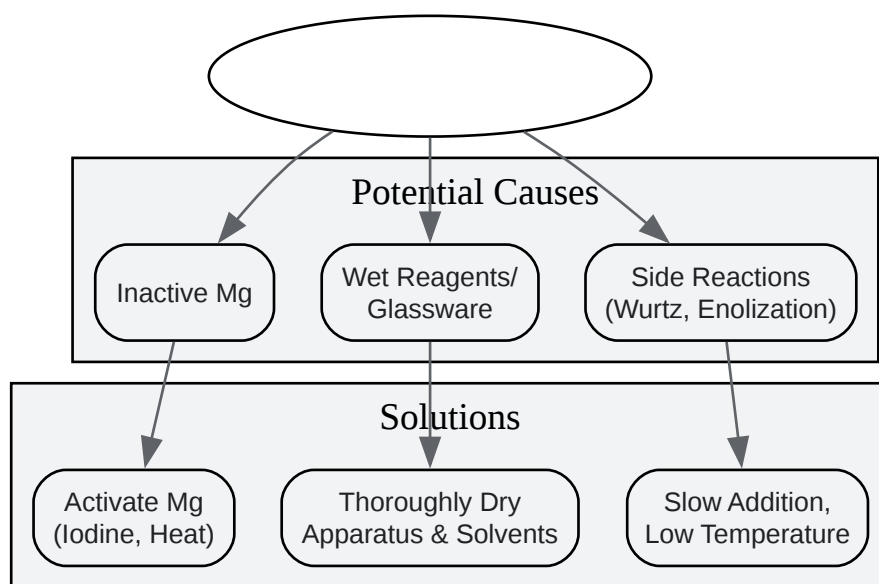 Potential Causes
Inactive Mg
Wet Reagents/
Glassware
Side Reactions
(Wurtz, Enolization)
Solutions
Activate Mg
(Iodine, Heat)
Thoroughly Dry
Apparatus & Solvents
Slow Addition,
Low Temperature